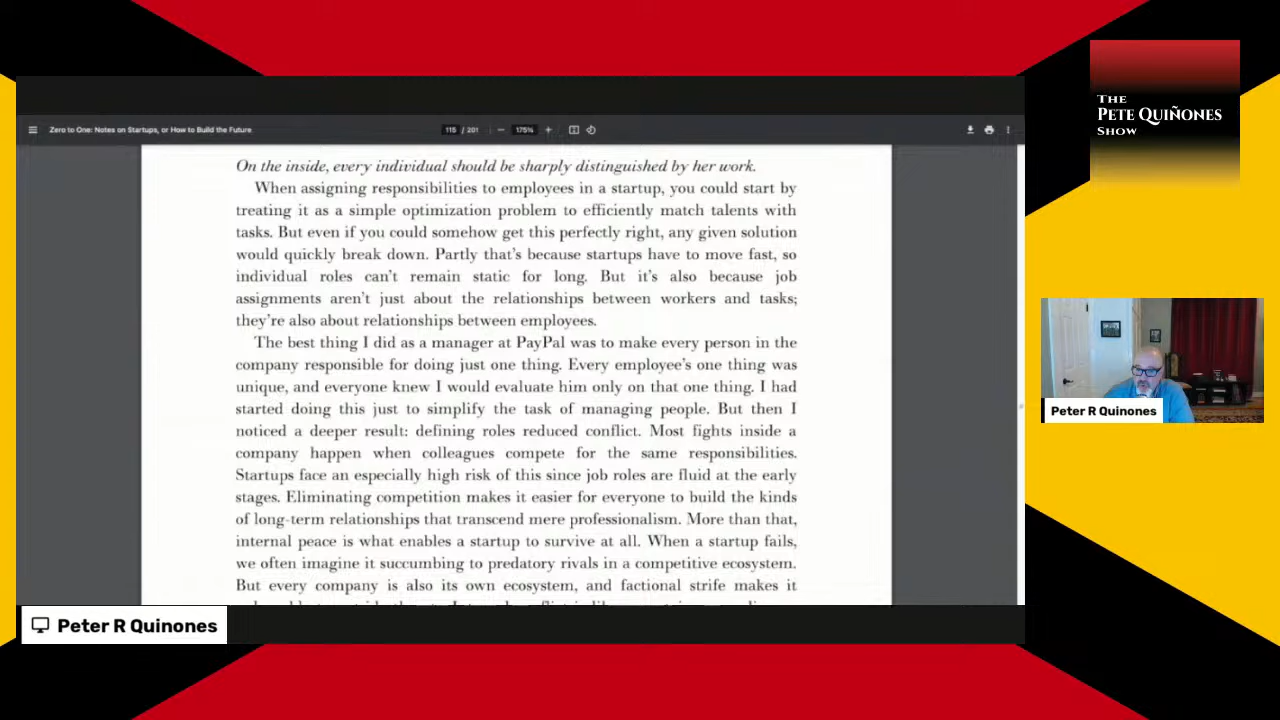 Zero to One: Notes on Startups, or How to Build the Future
115 / 201
175%
On the inside, every individual should be sharply distinguished by her work.
When assigning responsibilities to employees in a startup, you could start by
treating it as a simple optimization problem to efficiently match talents with
tasks. But even if you could somehow get this perfectly right, any given solution
would quickly break down. Partly that's because startups have to move fast, so
individual roles can't remain static for long. But it's also because job
assignments aren't just about the relationships between workers and tasks;
they're also about relationships between employees.
The best thing I did as a manager at PayPal was to make every person in the
company responsible for doing just one thing. Every employee's one thing was
unique, and everyone knew I would evaluate him only on that one thing. I had
started doing this just to simplify the task of managing people. But then I
noticed a deeper result: defining roles reduced conflict. Most fights inside a
company happen when colleagues compete for the same responsibilities.
Startups face an especially high risk of this since job roles are fluid at the early
stages. Eliminating competition makes it easier for everyone to build the kinds
of long-term relationships that transcend mere professionalism. More than that,
internal peace is what enables a startup to survive at all. When a startup fails,
we often imagine it succumbing to predatory rivals in a competitive ecosystem.
But every company is also its own ecosystem, and factional strife makes it
THE
PETE QUIÑONES
SHOW
Peter R Quinones
Peter R Quinones